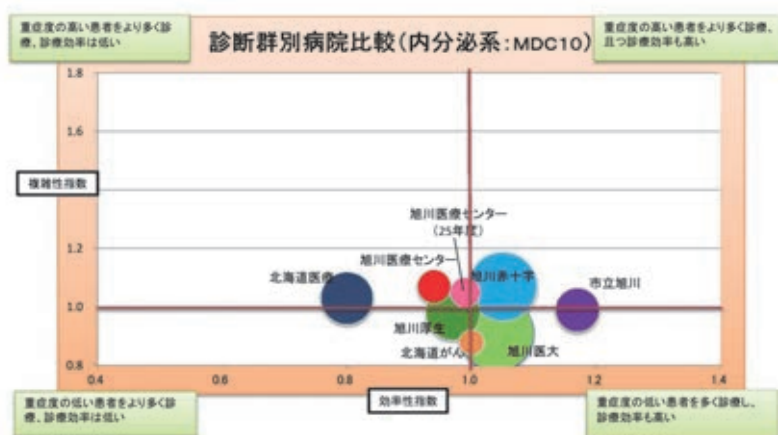 重症度の高い患者をより多く診
療、診療効率は低い
診断群別病院比較(内分泌系:MDC10)
重症度の高い患者をより多く診療、
且つ診療効率も高い
1.8
1.6
複雑性指数
1.2
1.0
0.8
旭川医療センター
(25年度)
旭川医療センター
旭川赤十字
北海道医療
市立旭川
旭川厚生
北海道がん
旭川医大
0.4
0.6
0.8
1.0
1.2
1.4
効率性指数
重症度の低い患者をより多く診
療、診療効率は低い
重症度の低い患者を多く診療し、
診療効率も高い